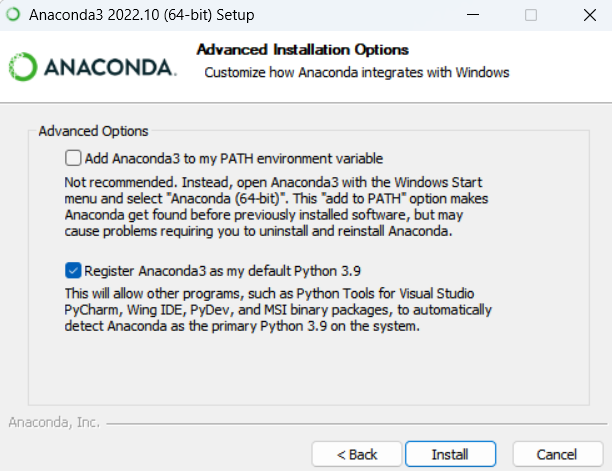 Anaconda3 2022.10 (64-bit) Setup
ANACONDA.
Advanced Installation Options
Customize how Anaconda integrates with Windows
Advanced Options
Add Anaconda3 to my PATH environment variable
Not recommended. Instead, open Anaconda3 with the Windows Start
menu and select "Anaconda (64-bit)". This "add to PATH" option makes
Anaconda get found before previously installed software, but may
cause problems requiring you to uninstall and reinstall Anaconda.
Register Anaconda3 as my default Python 3.9
This will allow other programs, such as Python Tools for Visual Studio
PyCharm, Wing IDE, PyDev, and MSI binary packages, to automatically
detect Anaconda as the primary Python 3.9 on the system.
Anaconda, Inc.
< Back
Install
Cancel